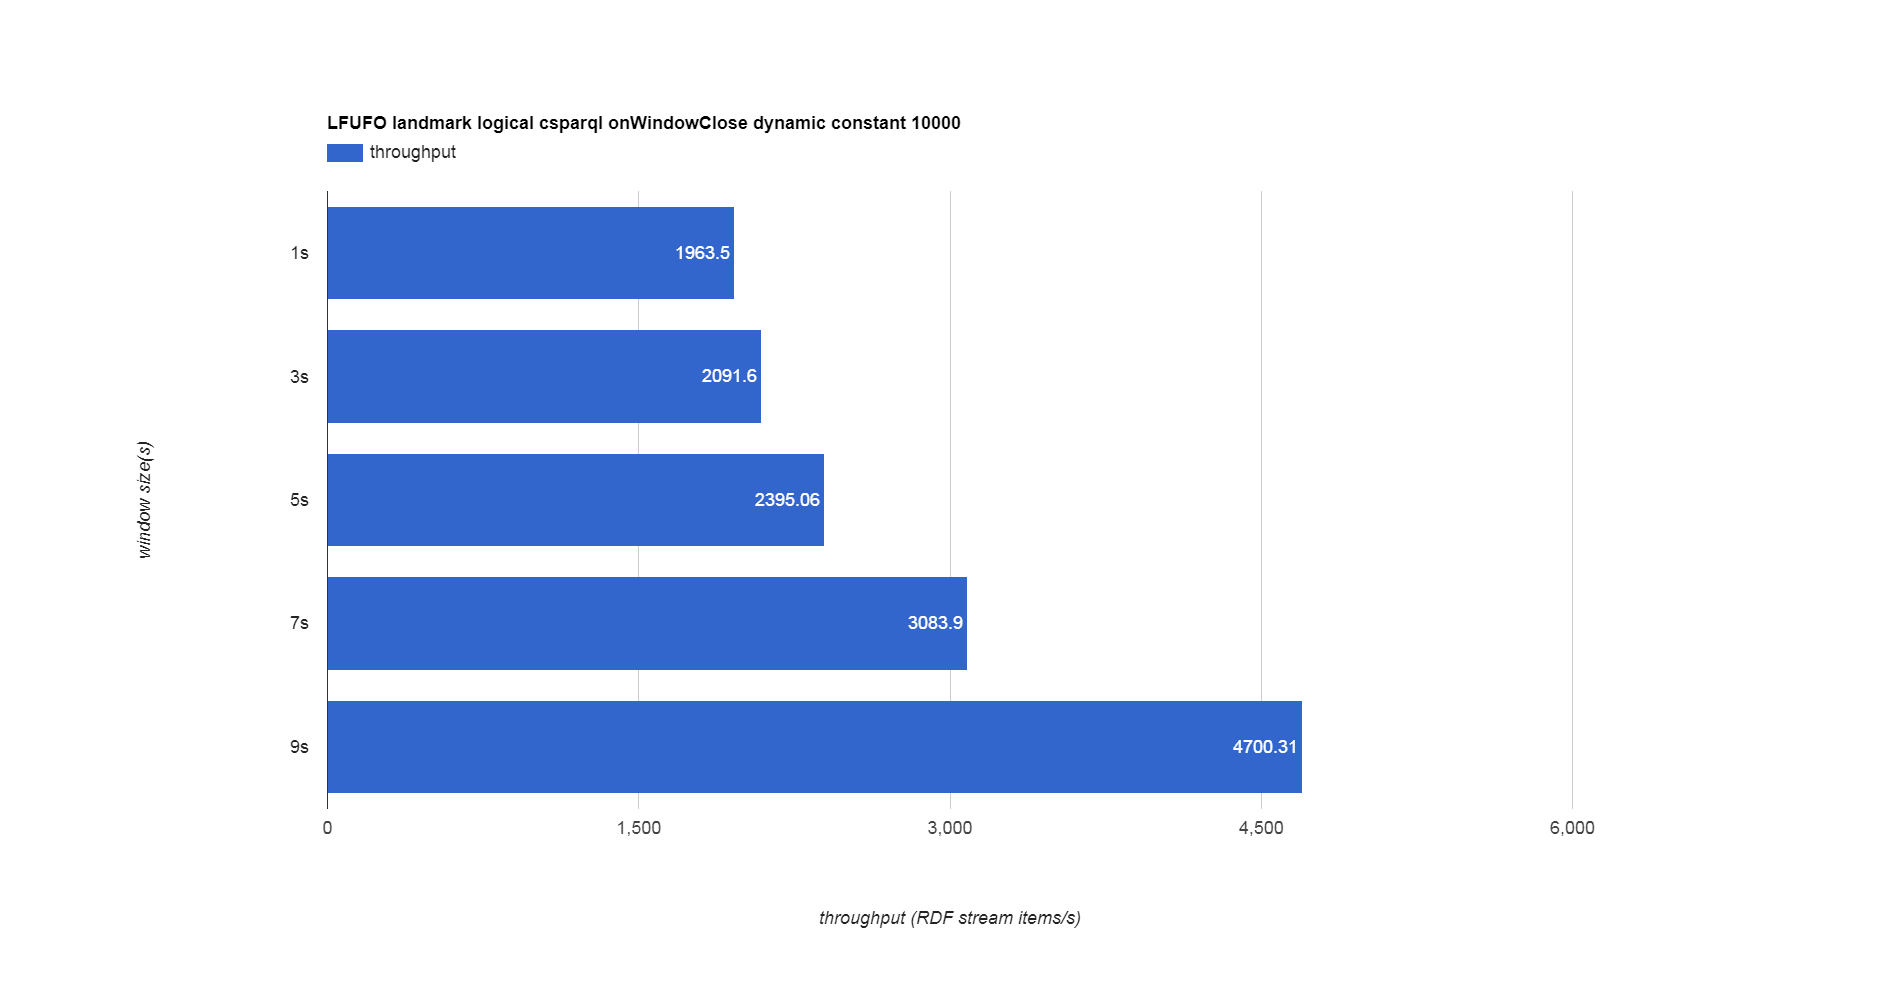 LFUFO landmark logical csparql onWindowClose dynamic constant 10000
throughput
1s
1963.5
3s
2091.6
5s
2395.06
7s
3083.9
9s
4700.31
window size(s)
0 1,500 3,000 4,500 6,000
throughput (RDF stream items/s)